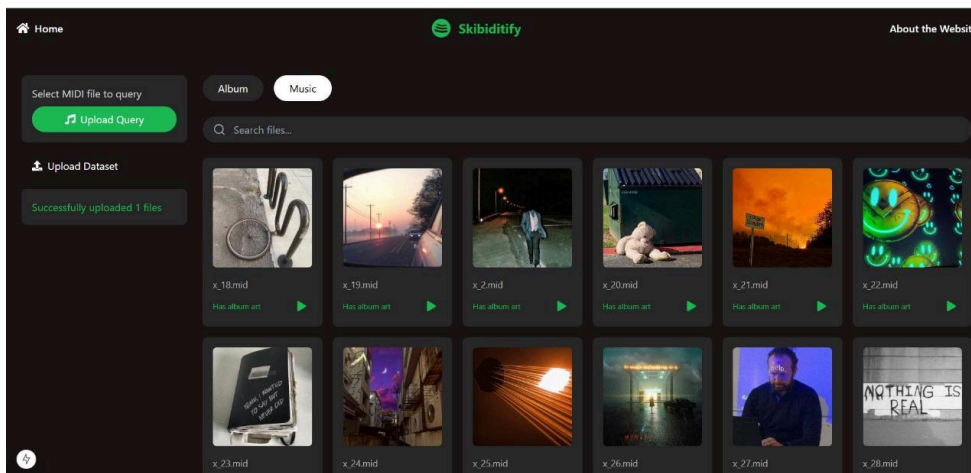 Home
Skibiditify
About the Websit
Select MIDI file to query
Upload Query
Album
Music
Search files...
Upload Dataset
Successfully uploaded 1 files
x_18.mid
x_19.mid
x_2.mid
x_20.mid
x_21.mid
x_22.mid
Has album art
Has album art
Has album art
Has album art
Has album art
Has album art
help.
NOTHING IS
REAL
x_23.mid
x_24.mid
x_25.mid
x_26.mid
x_27.mid
x_28.mid